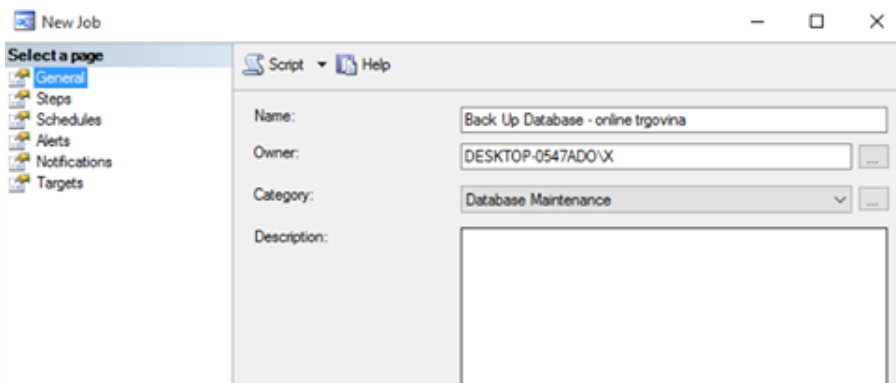 New Job
Select a page
General
Steps
Schedules
Alerts
Notifications
Targets
Script Help
Name: Back Up Database - online trgovina
Owner: DESKTOP-0547ADO\X ...
Category: Database Maintenance ...
Description: